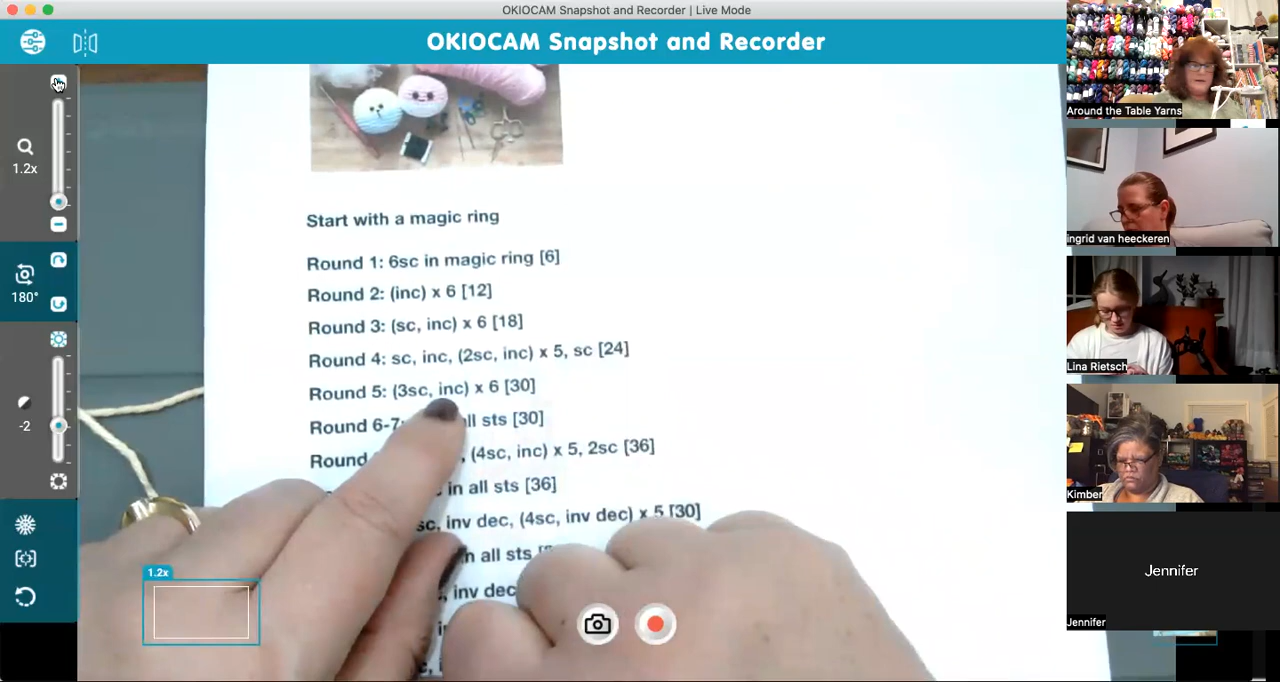 OKIOCAM Snapshot and Recorder | Live Mode
OKIOCAM Snapshot and Recorder
1.2x
180°
-2
1.2x
Start with a magic ring
Round 1: 6sc in magic ring [6]
Round 2: (inc) x 6 [12]
Round 3: (sc, inc) x 6 [18]
Round 4: sc, inc, (2sc, inc) x 5, sc [24]
Round 5: (3sc, inc) x 6 [30]
Round 6-7: all sts [30]
Round , (4sc, inc) x 5, 2sc [36]
in all sts [36]
sc, inv dec, (4sc, inv dec) x 5 [30]
in all sts
, inv dec
Around the Table Yarns
ingrid van heeckeren
Lina Rietsch
Kimber
Jennifer
Jennifer